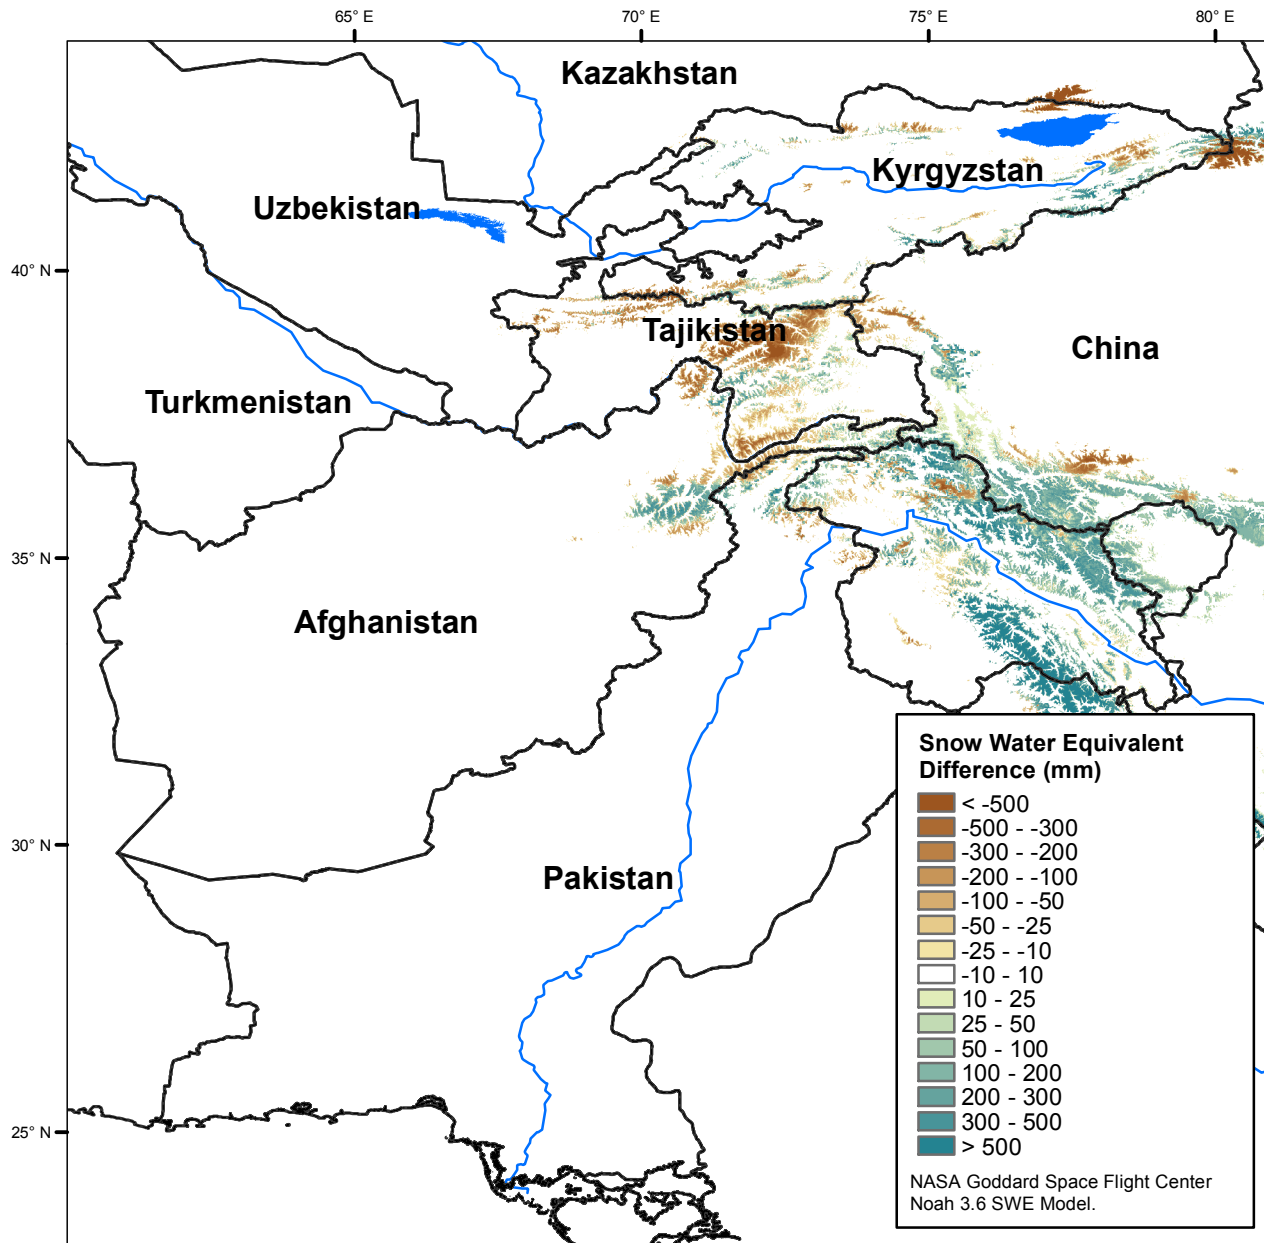 65° E
70° E
75° E
80° E
Kazakhstan
Kyrgyzstan
Uzbekistan
40° N
Tajikistan
China
Turkmenistan
35° N
Afghanistan
Snow Water Equivalent
Difference (mm)
< -500
-500 - -300
-300 - -200
-200 - -100
-100 - -50
-50 - -25
-25 - -10
-10 - 10
10 - 25
25 - 50
50 - 100
100 - 200
200 - 300
300 - 500
> 500
30° N
Pakistan
25° N
NASA Goddard Space Flight Center
Noah 3.6 SWE Model.